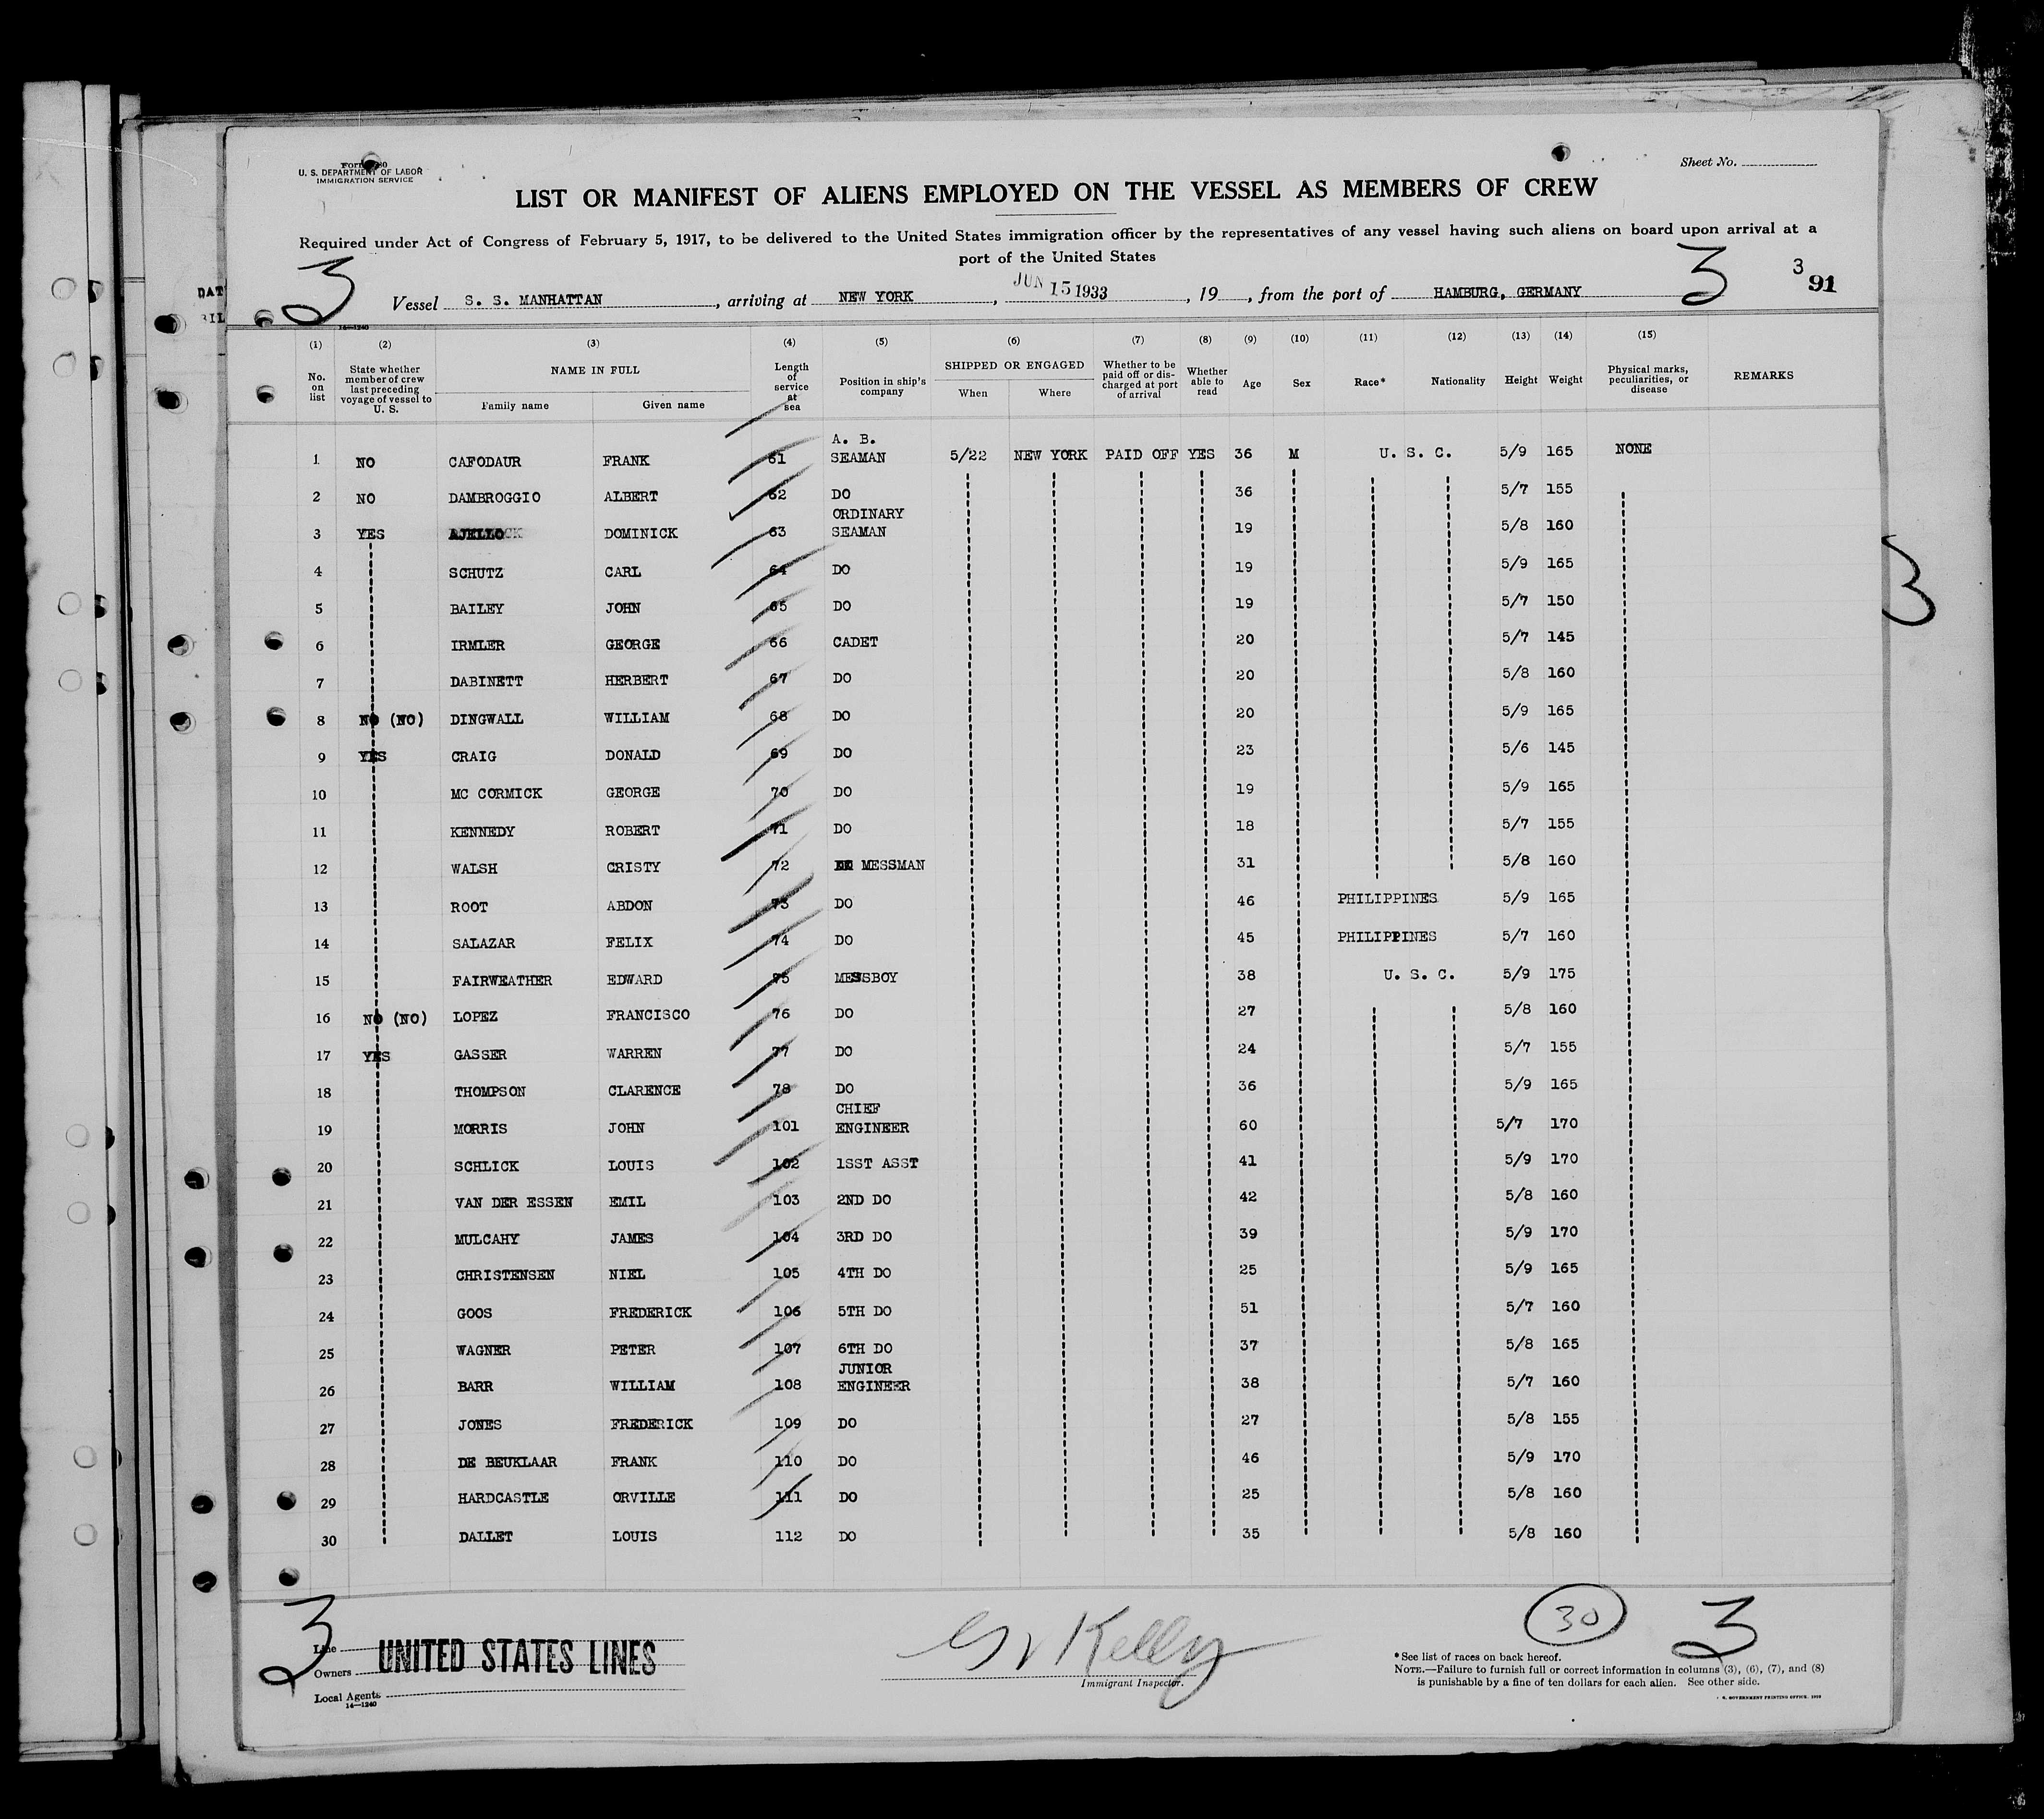 U. S. DEPARTMENT OF LABOR
IMMIGRATION SERVICE
Sheet No.
LIST OR MANIFEST OF ALIENS EMPLOYED ON THE VESSEL AS MEMBERS OF CREW
Required under Act of Congress of February 5, 1917, to be delivered to the United States immigration officer by the representatives of any vessel having such aliens on board upon arrival at a
port of the United States
3 3 3 91
Vessel S. S. MANHATTAN, arriving at NEW YORK, JUN 15 1933, 19, from the port of HAMBURG, GERMANY
14—1240
(1) (2) (3) (4) (5) (6) (7) (8) (9) (10) (11) (12) (13) (14) (15)
No. on list State whether member of crew last preceding voyage of vessel to U. S. NAME IN FULL Family name Given name Length of service at sea Position in ship's company SHIPPED OR ENGAGED When Where Whether to be paid off or discharged at port of arrival Whether able to read Age Sex Race* Nationality Height Weight Physical marks, peculiarities, or disease REMARKS
1 NO CAFODAUR FRANK 61 A. B. SEAMAN 5/22 NEW YORK PAID OFF YES 36 M U. S. C. 5/9 165 NONE
2 NO DAMBROGGIO ALBERT 62 DO 36 5/7 155
3 YES AJELLO DOMINICK 63 ORDINARY SEAMAN 19 5/8 160
4 SCHUTZ CARL 64 DO 19 5/9 165
5 BAILEY JOHN 65 DO 19 5/7 150
6 IRMLER GEORGE 66 CADET 20 5/7 145
7 DABINETT HERBERT 67 DO 20 5/8 160
8 NO (NO) DINGWALL WILLIAM 68 DO 20 5/9 165
9 YES CRAIG DONALD 69 DO 23 5/6 145
10 MC CORMICK GEORGE 70 DO 19 5/9 165
11 KENNEDY ROBERT 71 DO 18 5/7 155
12 WALSH CRISTY 72 MESSMAN 31 5/8 160
13 ROOT ABDON 73 DO 46 PHILIPPINES 5/9 165
14 SALAZAR FELIX 74 DO 45 PHILIPPINES 5/7 160
15 FAIRWEATHER EDWARD 75 MESSBOY 38 U. S. C. 5/9 175
16 NO (NO) LOPEZ FRANCISCO 76 DO 27 5/8 160
17 YES GASSER WARREN 77 DO 24 5/7 155
18 THOMPSON CLARENCE 78 DO 36 5/9 165
19 MORRIS JOHN 101 CHIEF ENGINEER 60 5/7 170
20 SCHLICK LOUIS 102 1SST ASST 41 5/9 170
21 VAN DER ESSEN EMIL 103 2ND DO 42 5/8 160
22 MULCAHY JAMES 104 3RD DO 39 5/9 170
23 CHRISTENSEN NIEL 105 4TH DO 25 5/9 165
24 GOOS FREDERICK 106 5TH DO 51 5/7 160
25 WAGNER PETER 107 6TH DO 37 5/8 165
26 BARR WILLIAM 108 JUNIOR ENGINEER 38 5/7 160
27 JONES FREDERICK 109 DO 27 5/8 155
28 DE BEUKLAAR FRANK 110 DO 46 5/9 170
29 HARDCASTLE ORVILLE 111 DO 25 5/8 160
30 DALLET LOUIS 112 DO 35 5/8 160
3
3 30 3
Line
Owners UNITED STATES LINES
Local Agents
14—1240
Kelly
Immigrant Inspector.
*See list of races on back hereof.
NOTE.—Failure to furnish full or correct information in columns (3), (6), (7), and (8)
is punishable by a fine of ten dollars for each alien. See other side.
GOVERNMENT PRINTING OFFICE